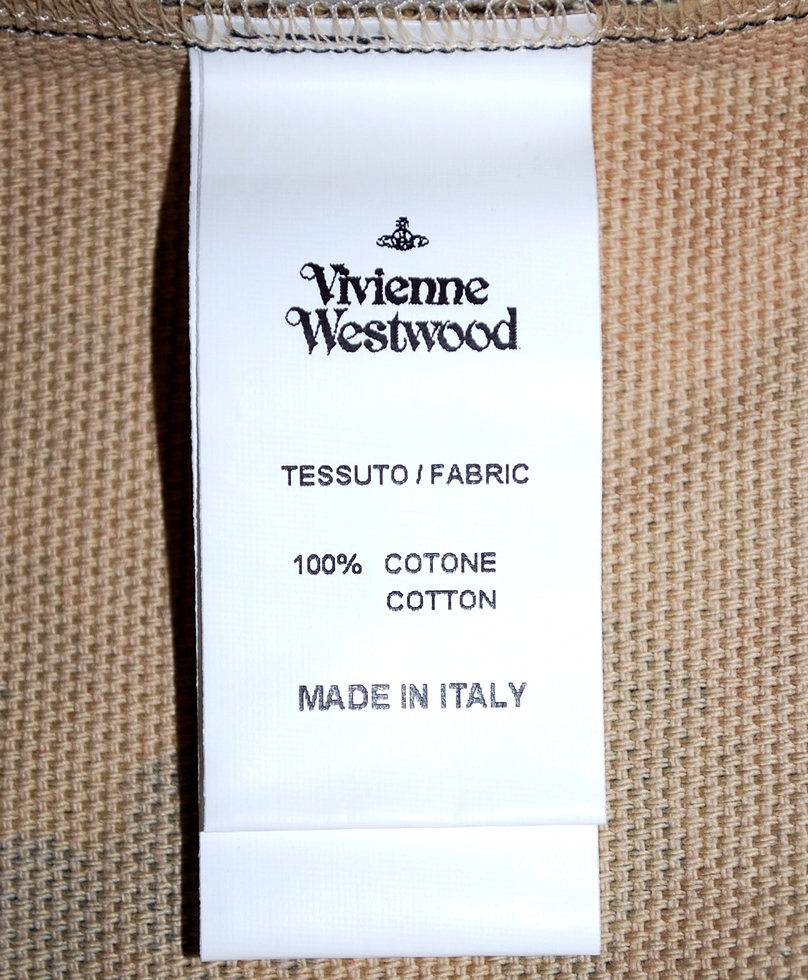 Vivienne
Westwood
TESSUTO / FABRIC
100% COTONE
COTTON
MADE IN ITALY